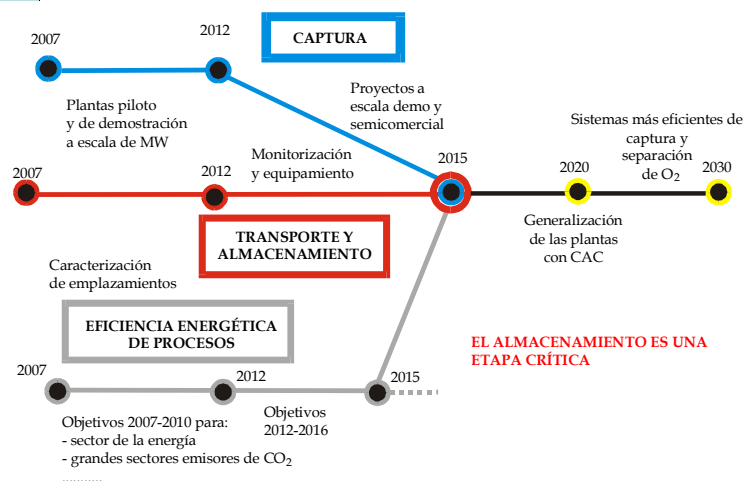 2007
2012
CAPTURA
Plantas piloto
y de demostración
a escala de MW
Proyectos a
escala demo y
semicomercial
Sistemas más eficientes de
captura y
separación
de O2
2007
2012
Monitorización
y equipamiento
2015
2020
2030
TRANSPORTE Y
ALMACENAMIENTO
Generalización
de las plantas
con CAC
Caracterización
de emplazamientos
EFICIENCIA ENERGÉTICA
DE PROCESOS
EL ALMACENAMIENTO ES UNA
ETAPA CRÍTICA
2007
2012
2015
Objetivos 2007-2010 para:
- sector de la energía
- grandes sectores emisores de CO2
...........
Objetivos
2012-2016